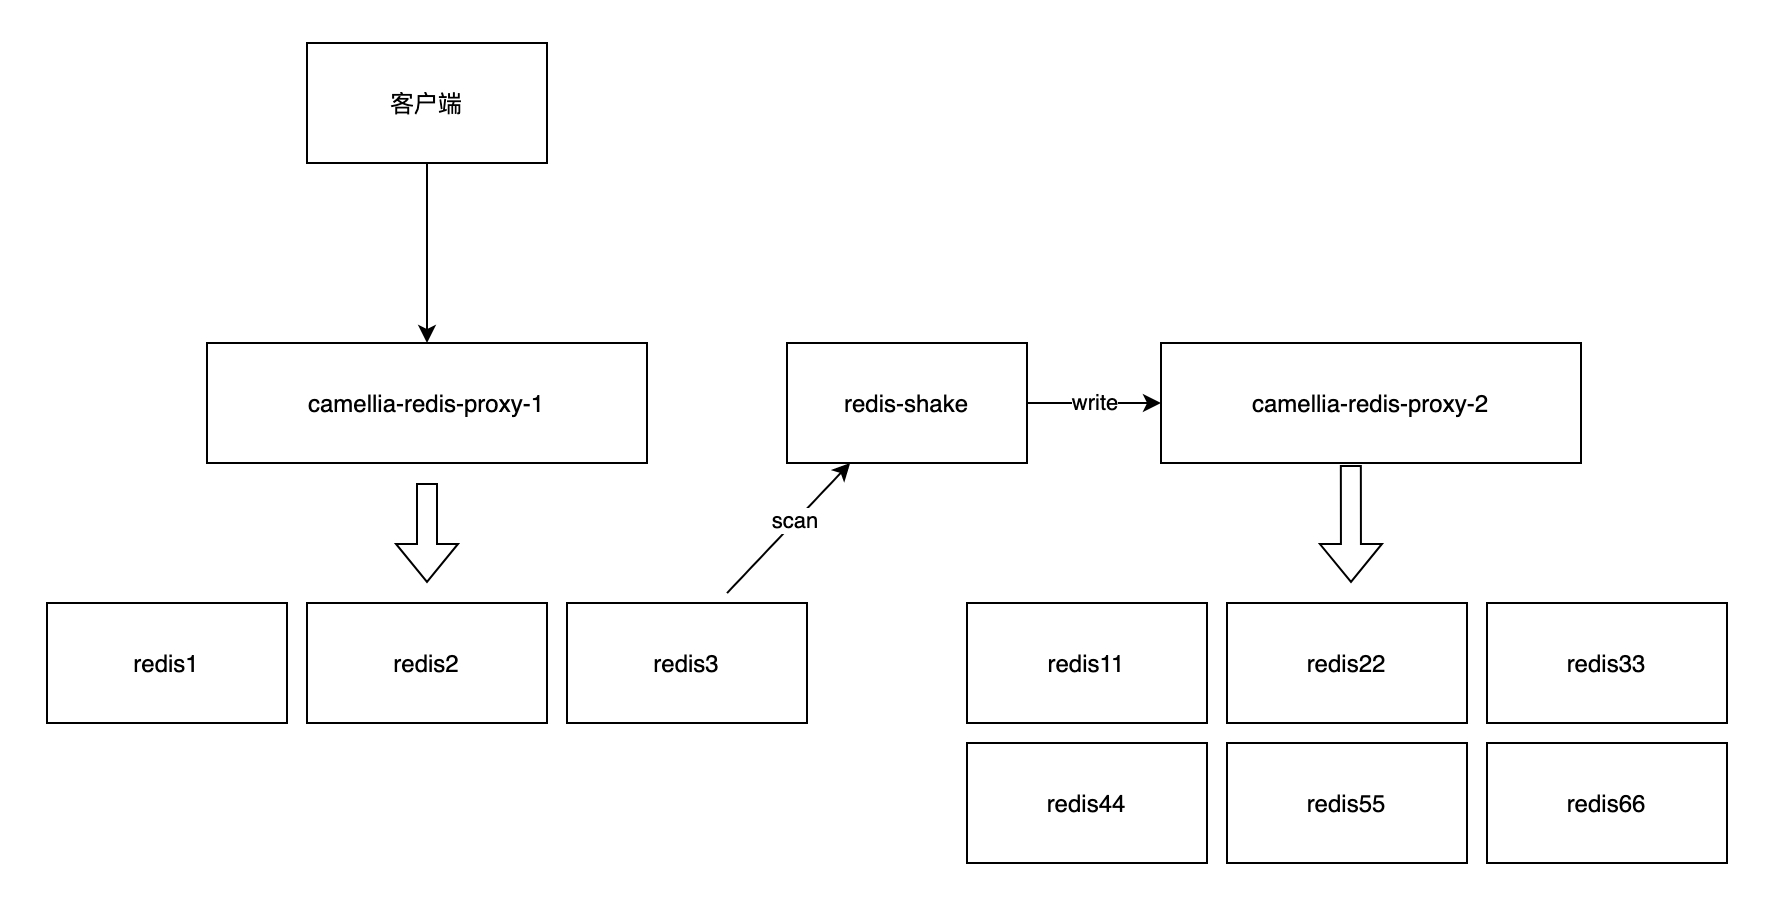 客户端
camellia-redis-proxy-1
redis-shake
write
camellia-redis-proxy-2
scan
redis1
redis2
redis3
redis11
redis22
redis33
redis44
redis55
redis66